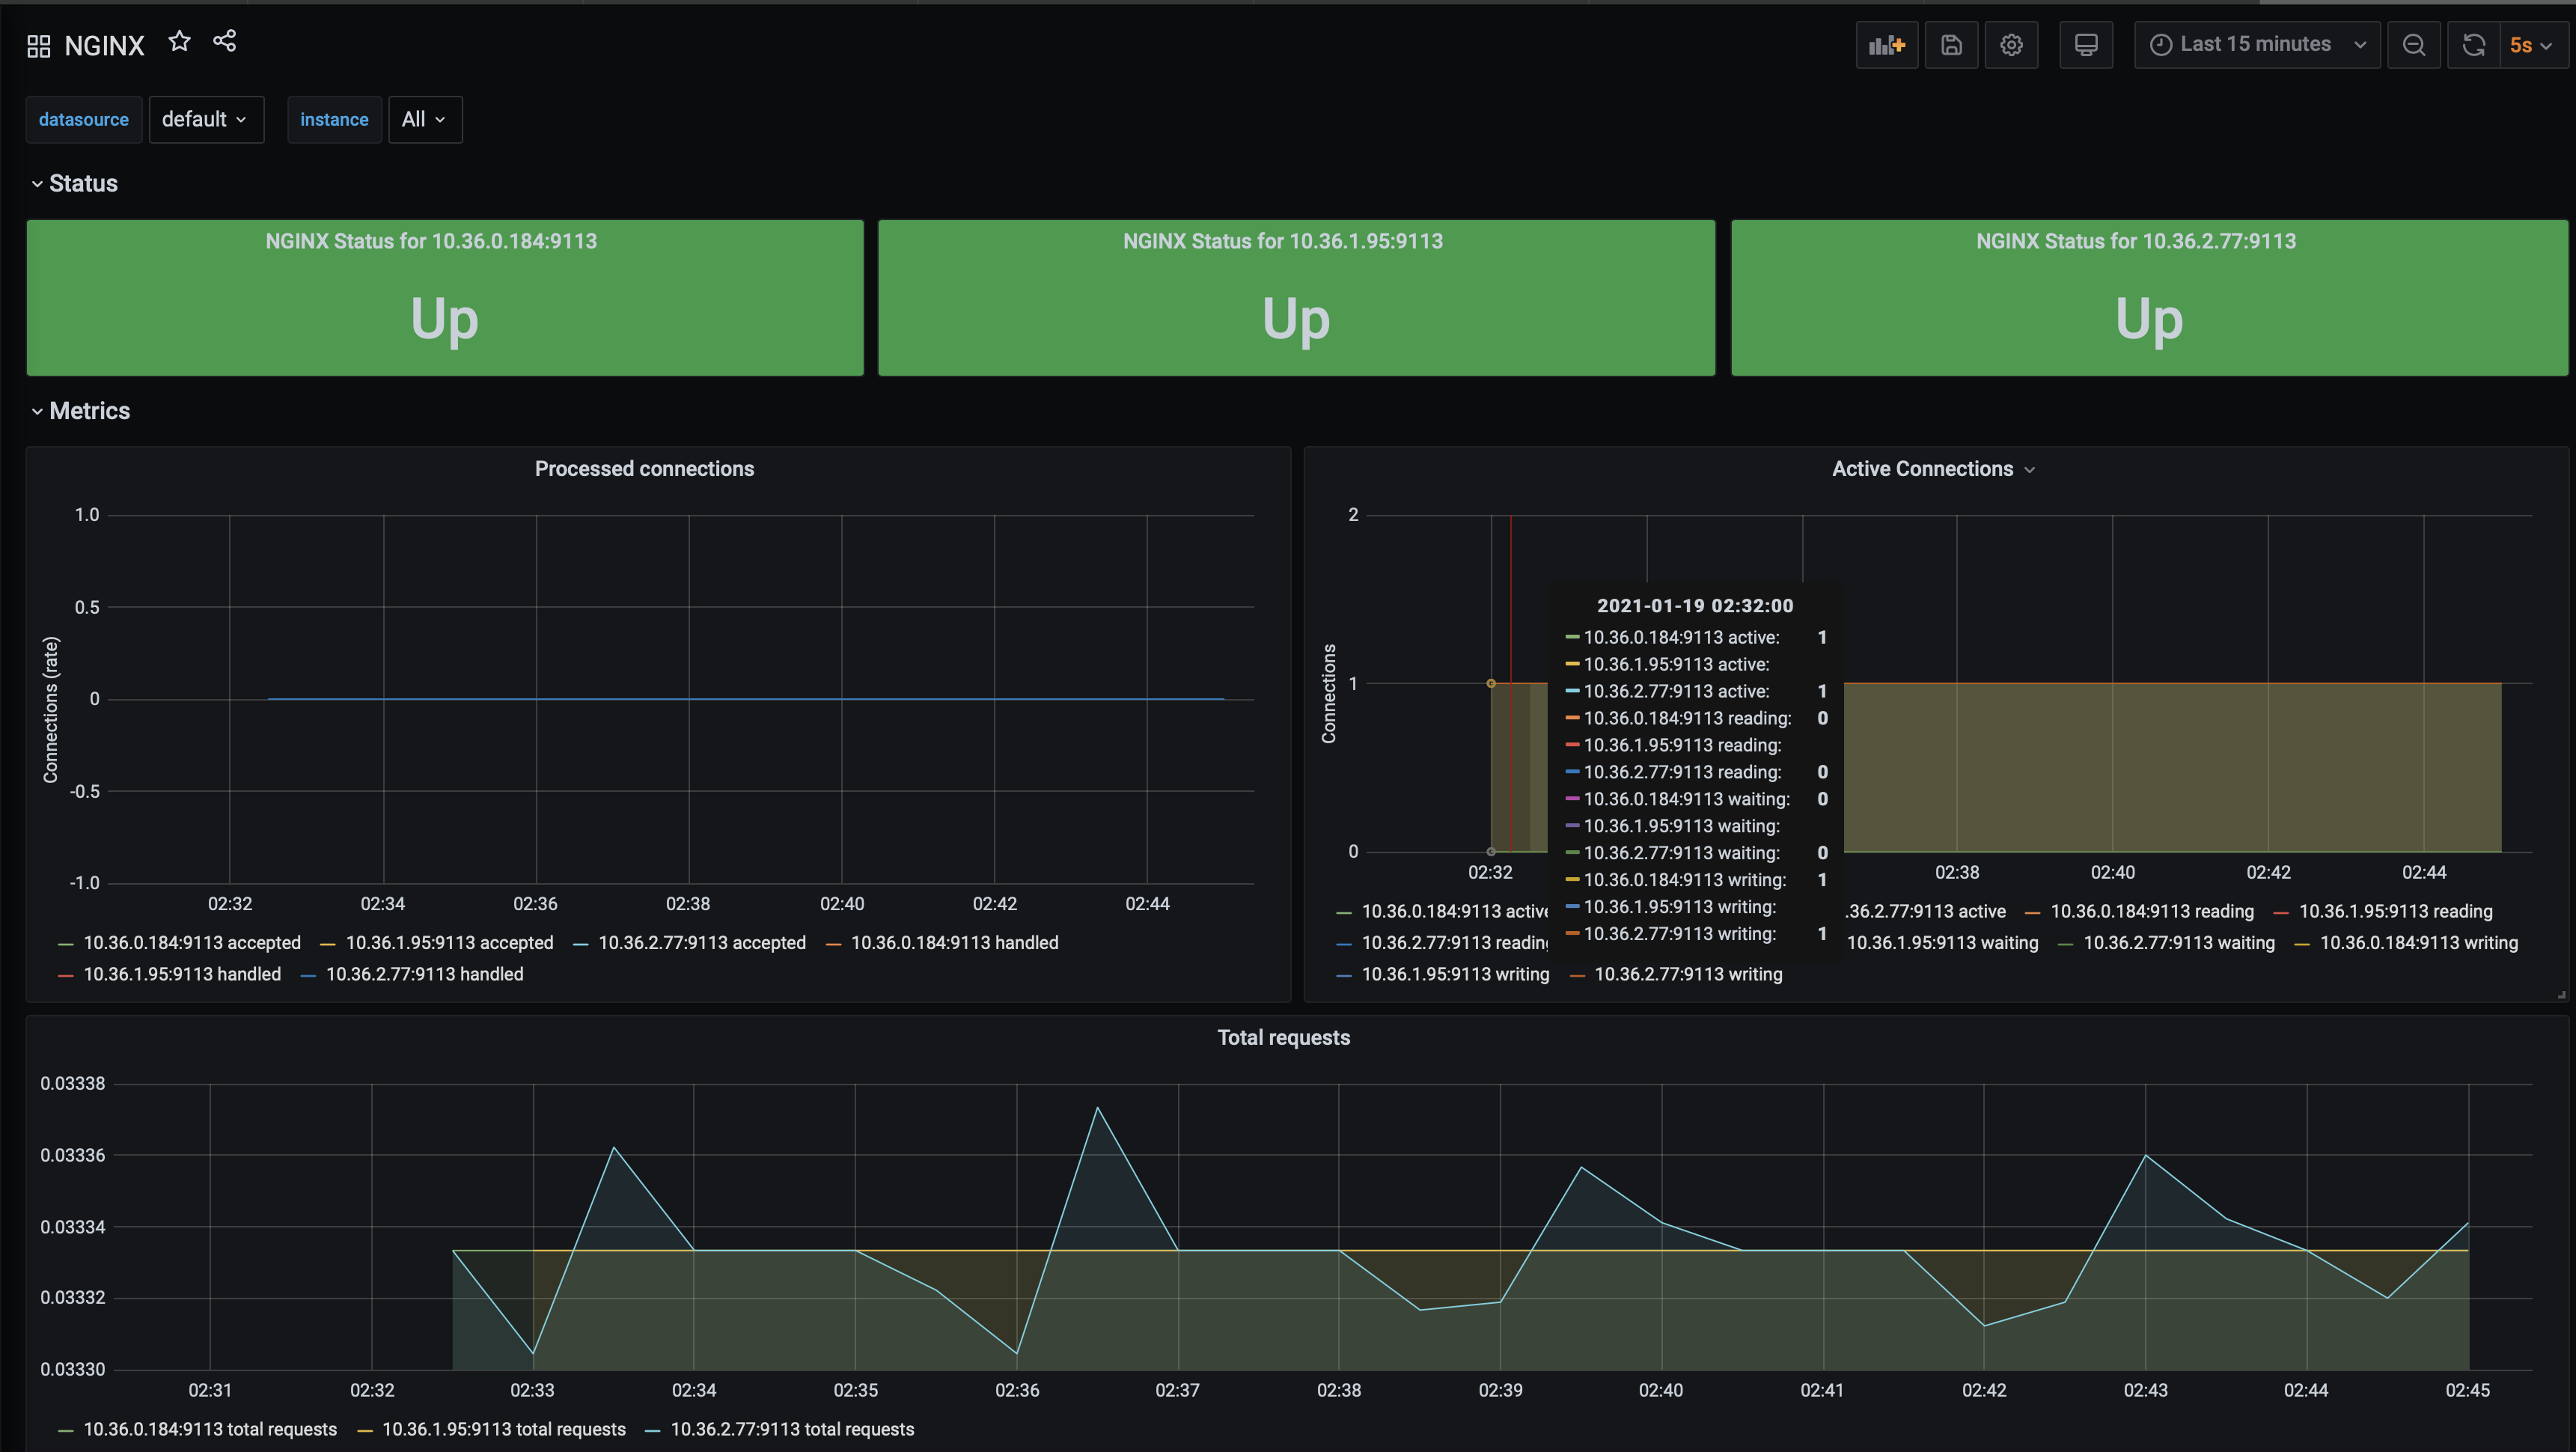 NGINX
Last 15 minutes
5s
datasource default instance All
Status
NGINX Status for 10.36.0.184:9113
Up
NGINX Status for 10.36.1.95:9113
Up
NGINX Status for 10.36.2.77:9113
Up
Metrics
Processed connections
Connections (rate)
1.0
0.5
0
-0.5
-1.0
02:32 02:34 02:36 02:38 02:40 02:42 02:44
10.36.0.184:9113 accepted 10.36.1.95:9113 accepted 10.36.2.77:9113 accepted 10.36.0.184:9113 handled
10.36.1.95:9113 handled 10.36.2.77:9113 handled
Active Connections
Connections
2
1
0
2021-01-19 02:32:00
10.36.0.184:9113 active: 1
10.36.1.95:9113 active:
10.36.2.77:9113 active: 1
10.36.0.184:9113 reading: 0
10.36.1.95:9113 reading:
10.36.2.77:9113 reading: 0
10.36.0.184:9113 waiting: 0
10.36.1.95:9113 waiting:
10.36.2.77:9113 waiting: 0
10.36.0.184:9113 writing: 1
10.36.1.95:9113 writing:
10.36.2.77:9113 writing: 1
02:32 02:38 02:40 02:42 02:44
10.36.0.184:9113 active .36.2.77:9113 active 10.36.0.184:9113 reading 10.36.1.95:9113 reading
10.36.2.77:9113 reading 10.36.1.95:9113 waiting 10.36.2.77:9113 waiting 10.36.0.184:9113 writing
10.36.1.95:9113 writing 10.36.2.77:9113 writing
Total requests
0.03338
0.03336
0.03334
0.03332
0.03330
02:31 02:32 02:33 02:34 02:35 02:36 02:37 02:38 02:39 02:40 02:41 02:42 02:43 02:44 02:45
10.36.0.184:9113 total requests 10.36.1.95:9113 total requests 10.36.2.77:9113 total requests